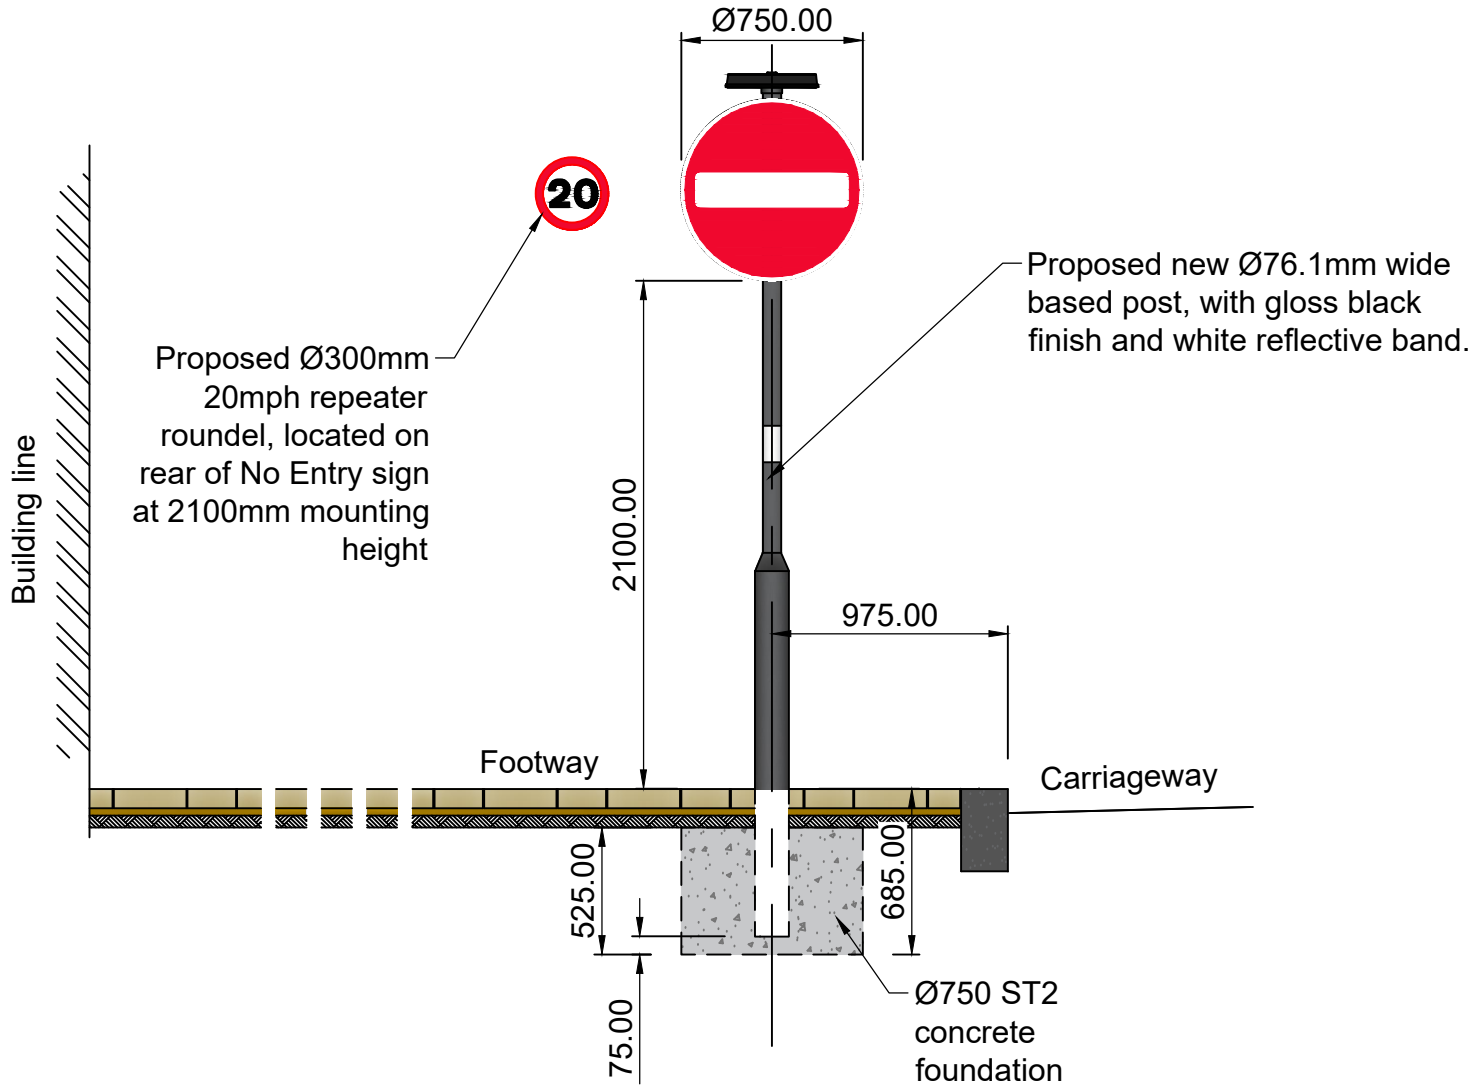 Ø750.00
20
Proposed new Ø76.1mm wide
based post, with gloss black
finish and white reflective band.
Proposed Ø300mm
20mph repeater
roundel, located on
rear of No Entry sign
at 2100mm mounting
height
Building line
2100.00
975.00
Footway
Carriageway
525.00
685.00
75.00
Ø750 ST2
concrete
foundation